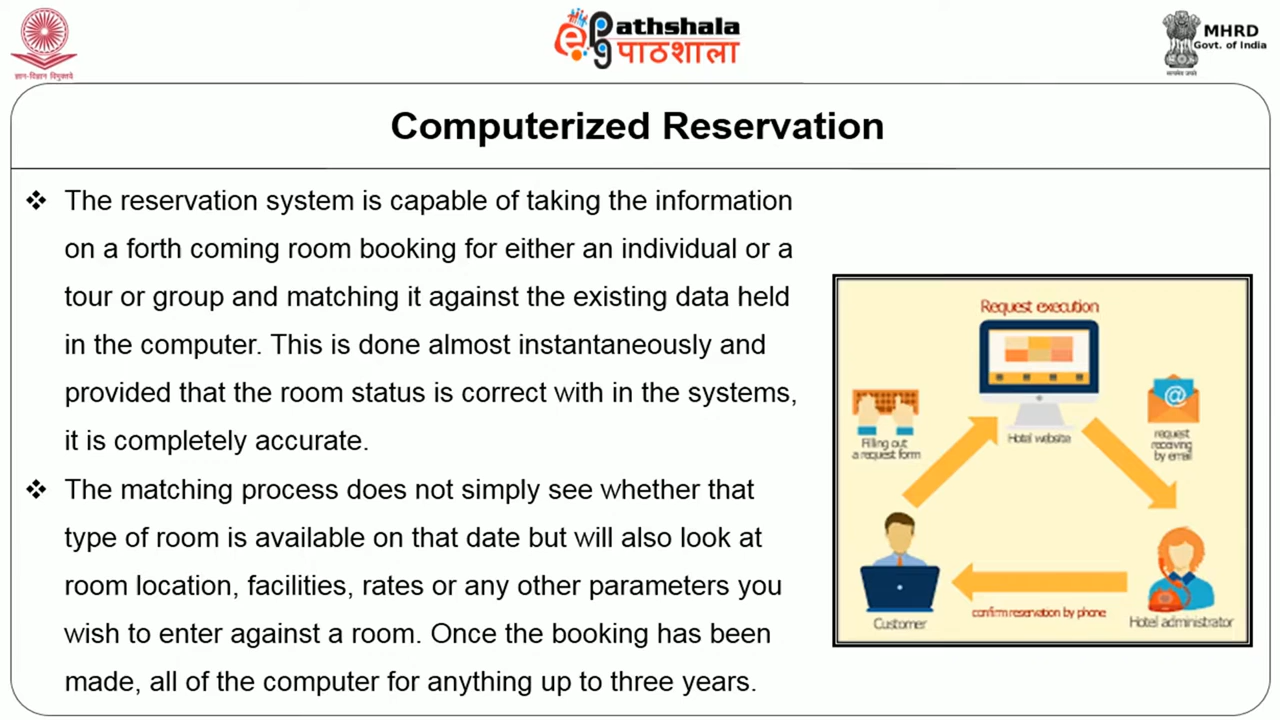 ज्ञान-विज्ञान विमुक्तये
ePathshala
पाठशाला
MHRD
Govt. of India
सत्यमेव जयते
Computerized Reservation
❖ The reservation system is capable of taking the information
on a forth coming room booking for either an individual or a
tour or group and matching it against the existing data held
in the computer. This is done almost instantaneously and
provided that the room status is correct with in the systems,
it is completely accurate.
❖ The matching process does not simply see whether that
type of room is available on that date but will also look at
room location, facilities, rates or any other parameters you
wish to enter against a room. Once the booking has been
made, all of the computer for anything up to three years.
Request execution
Hotel website
Filling out
a request form
@
request
receiving
by email
Customer
confirm reservation by phone
Hotel administrator